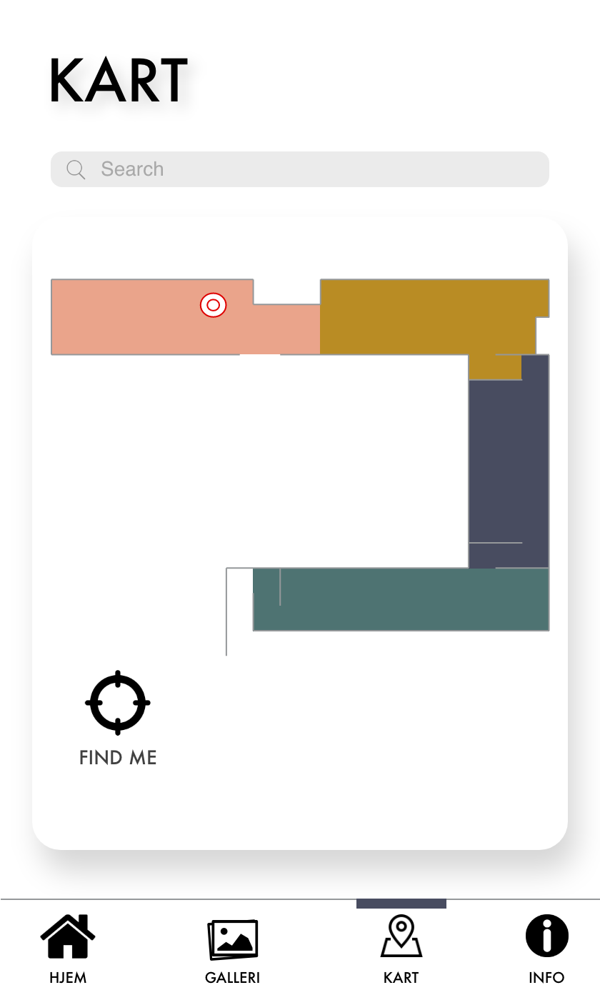 KART
Search
FIND ME
HJEM
GALLERI
KART
INFO